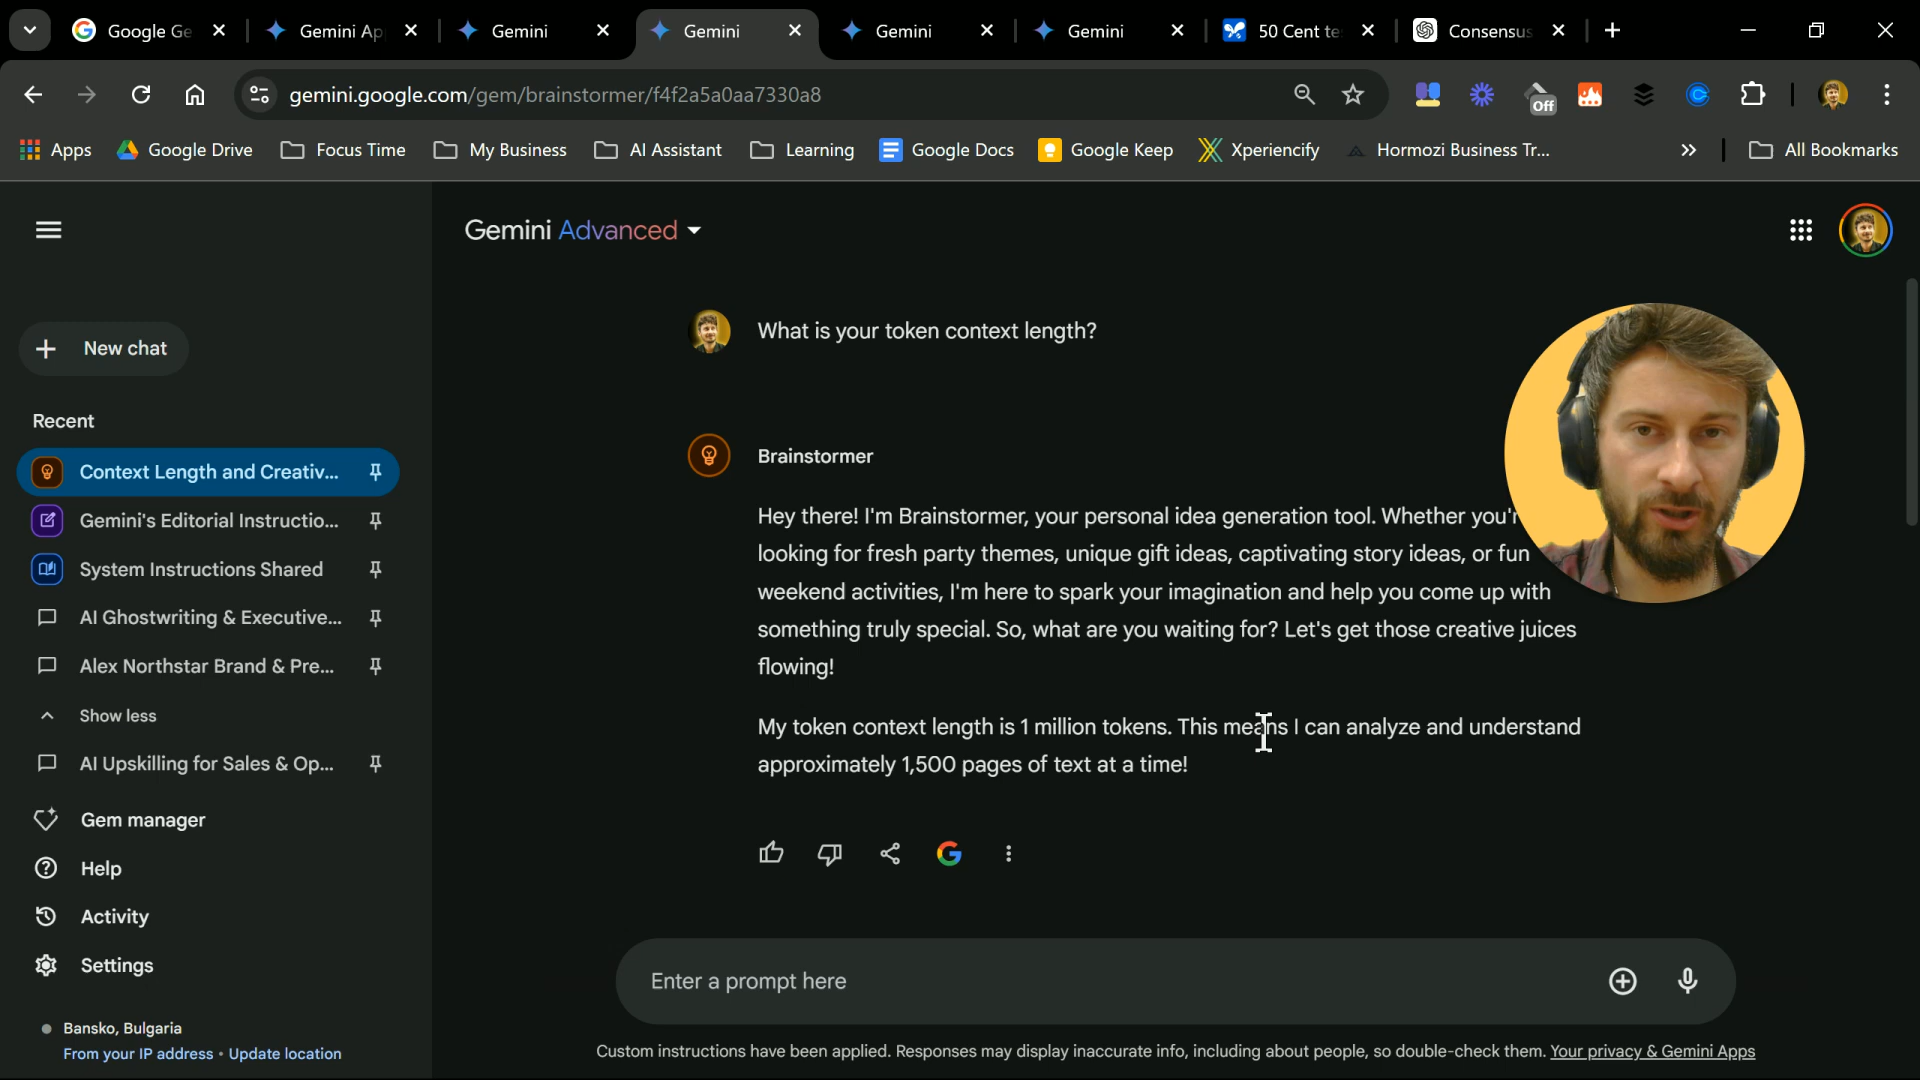 Google Ge
Gemini Ap
Gemini
Gemini
Gemini
Gemini
50 Cent te
Consensus
gemini.google.com/gem/brainstormer/f4f2a5a0aa7330a8
Off
Apps
Google Drive
Focus Time
My Business
AI Assistant
Learning
Google Docs
Google Keep
Xperiencify
Hormozi Business Tr...
All Bookmarks
Gemini Advanced
New chat
Recent
Context Length and Creativ...
Gemini's Editorial Instructio...
System Instructions Shared
AI Ghostwriting & Executive...
Alex Northstar Brand & Pre...
Show less
AI Upskilling for Sales & Op...
Gem manager
Help
Activity
Settings
Bansko, Bulgaria
From your IP address • Update location
What is your token context length?
Brainstormer
Hey there! I'm Brainstormer, your personal idea generation tool. Whether you'r
looking for fresh party themes, unique gift ideas, captivating story ideas, or fun
weekend activities, I'm here to spark your imagination and help you come up with
something truly special. So, what are you waiting for? Let's get those creative juices
flowing!
My token context length is 1 million tokens. This means I can analyze and understand
approximately 1,500 pages of text at a time!
Enter a prompt here
Custom instructions have been applied. Responses may display inaccurate info, including about people, so double-check them. Your privacy & Gemini Apps